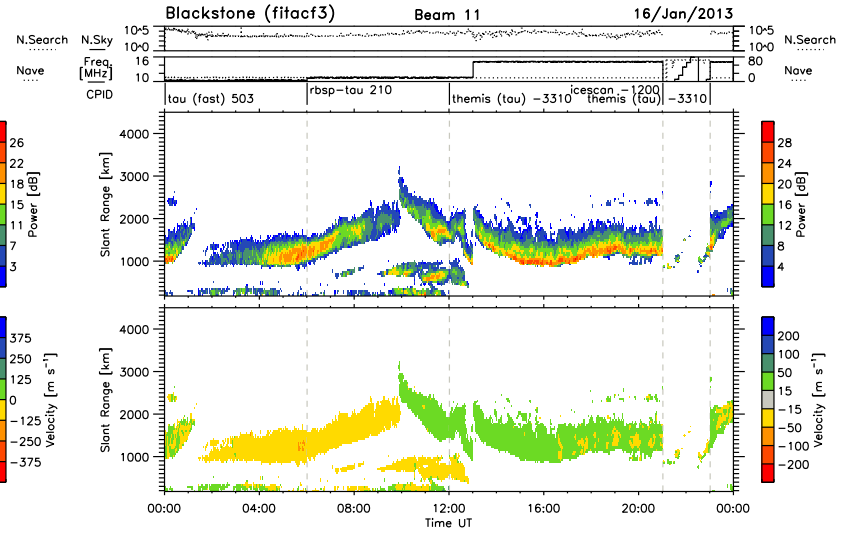 Blackstone (fitacf3) Beam 11 16/Jan/2013
N.Search N.Sky 10^5 10^0 10^5 10^0 N.Search
Nave Freq. [MHz] 16 10 80 0 Nave
CPID tau (fast) 503 rbsp-tau 210 themis (tau) -3310 icescan -1200 themis (tau) -3310
Power [dB] 26 22 18 15 11 7 3
Slant Range [km] 4000 3000 2000 1000
28 24 20 16 12 8 4 Power [dB]
Velocity [m s⁻¹] 375 250 125 0 -125 -250 -375
Slant Range [km] 4000 3000 2000 1000
200 100 50 15 -15 -50 -100 -200 Velocity [m s⁻¹]
00:00 04:00 08:00 12:00 16:00 20:00 00:00
Time UT